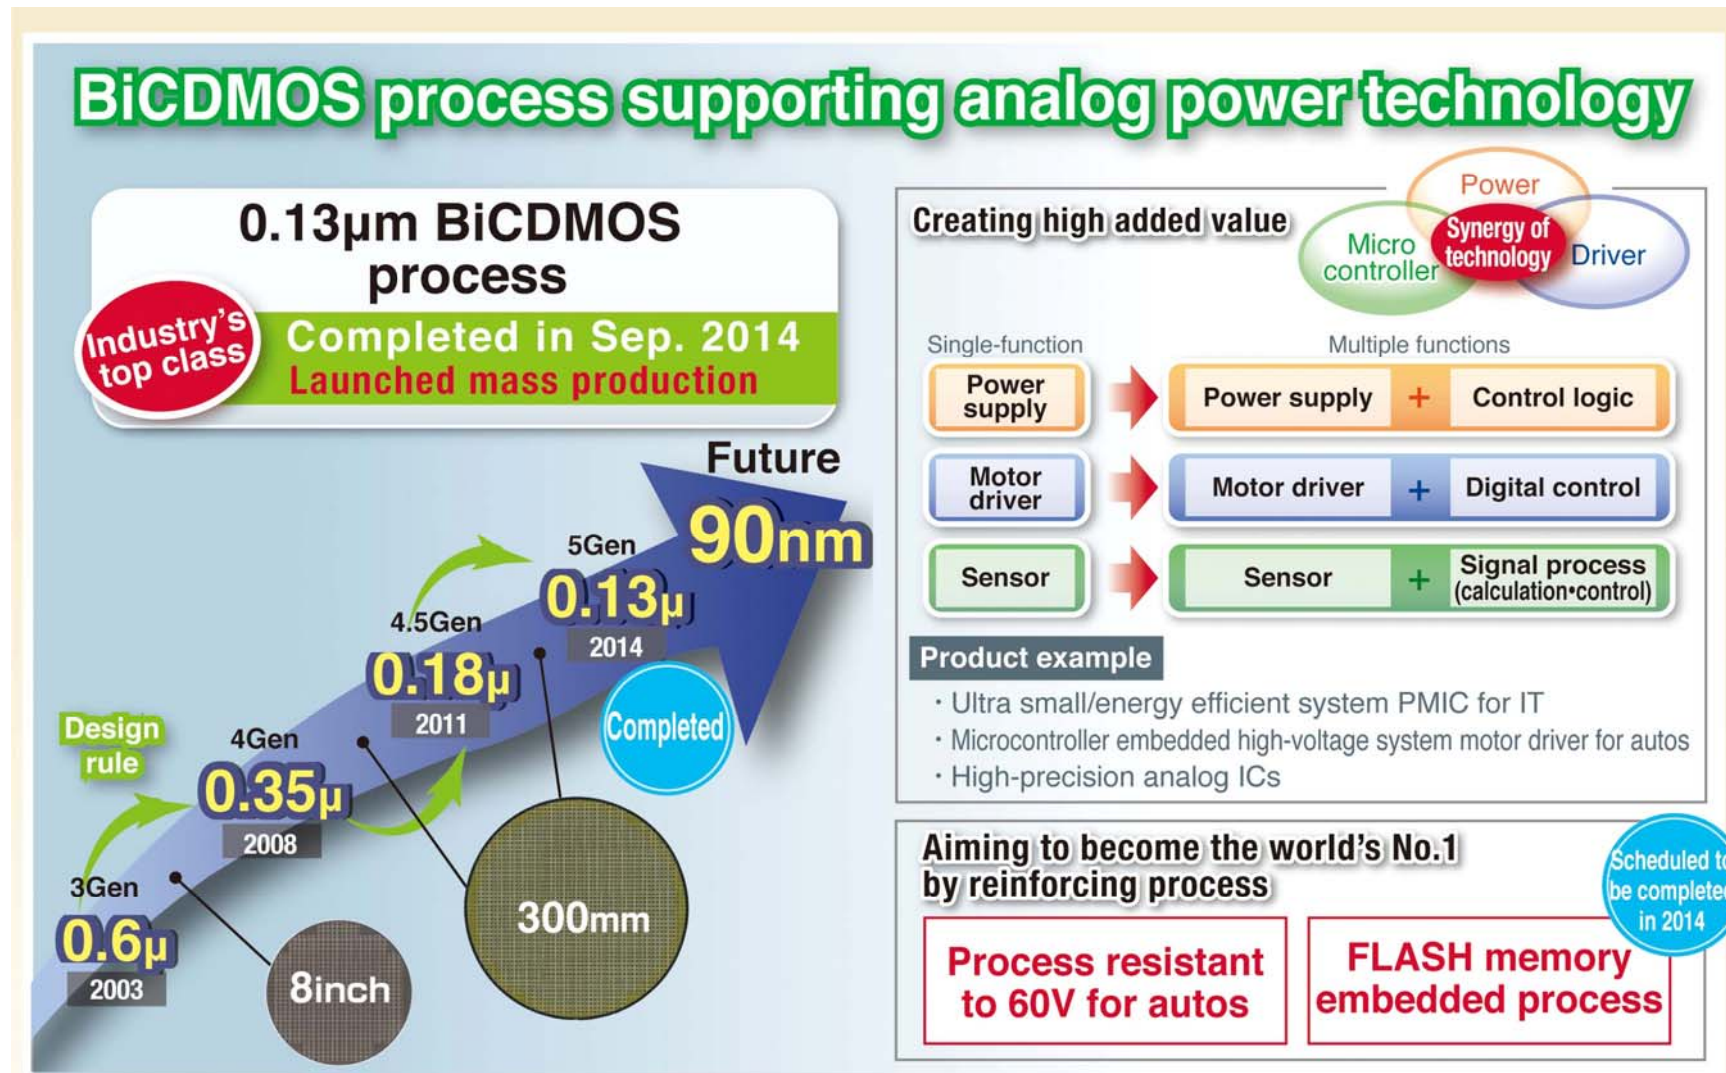 BiCDMOS process supporting analog power technology
0.13µm BiCDMOS
process
Industry's
top class
Completed in Sep. 2014
Launched mass production
Future
90nm
5Gen
0.13µ
2014
4.5Gen
0.18µ
2011
Completed
Design
rule
4Gen
0.35µ
2008
3Gen
0.6µ
2003
8inch
300mm
Creating high added value
Power
Micro
controller
Synergy of
technology
Driver
Single-function
Multiple functions
Power
supply
Power supply + Control logic
Motor
driver
Motor driver + Digital control
Sensor
Sensor + Signal process
(calculation•control)
Product example
・Ultra small/energy efficient system PMIC for IT
・Microcontroller embedded high-voltage system motor driver for autos
・High-precision analog ICs
Aiming to become the world's No.1
by reinforcing process
Scheduled to
be completed
in 2014
Process resistant
to 60V for autos
FLASH memory
embedded process